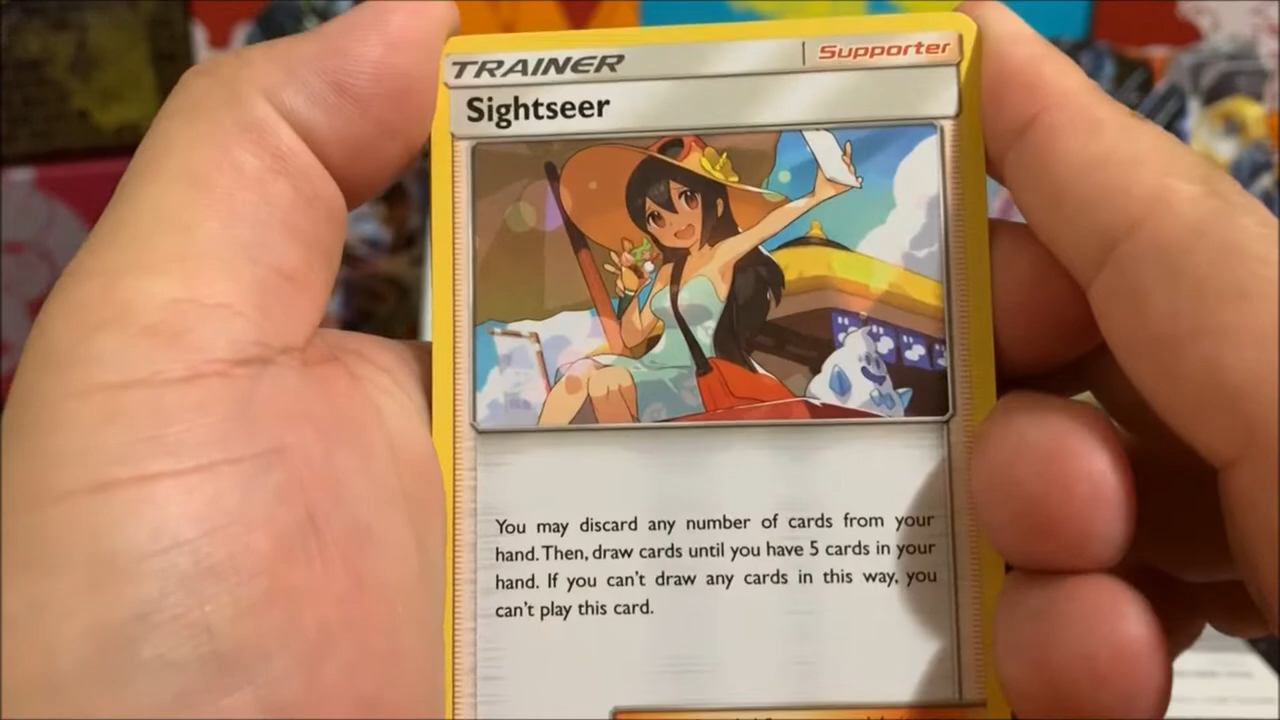 TRAINER
Supporter
Sightseer
You may discard any number of cards from your
hand. Then, draw cards until you have 5 cards in your
hand. If you can't draw any cards in this way, you
can't play this card.